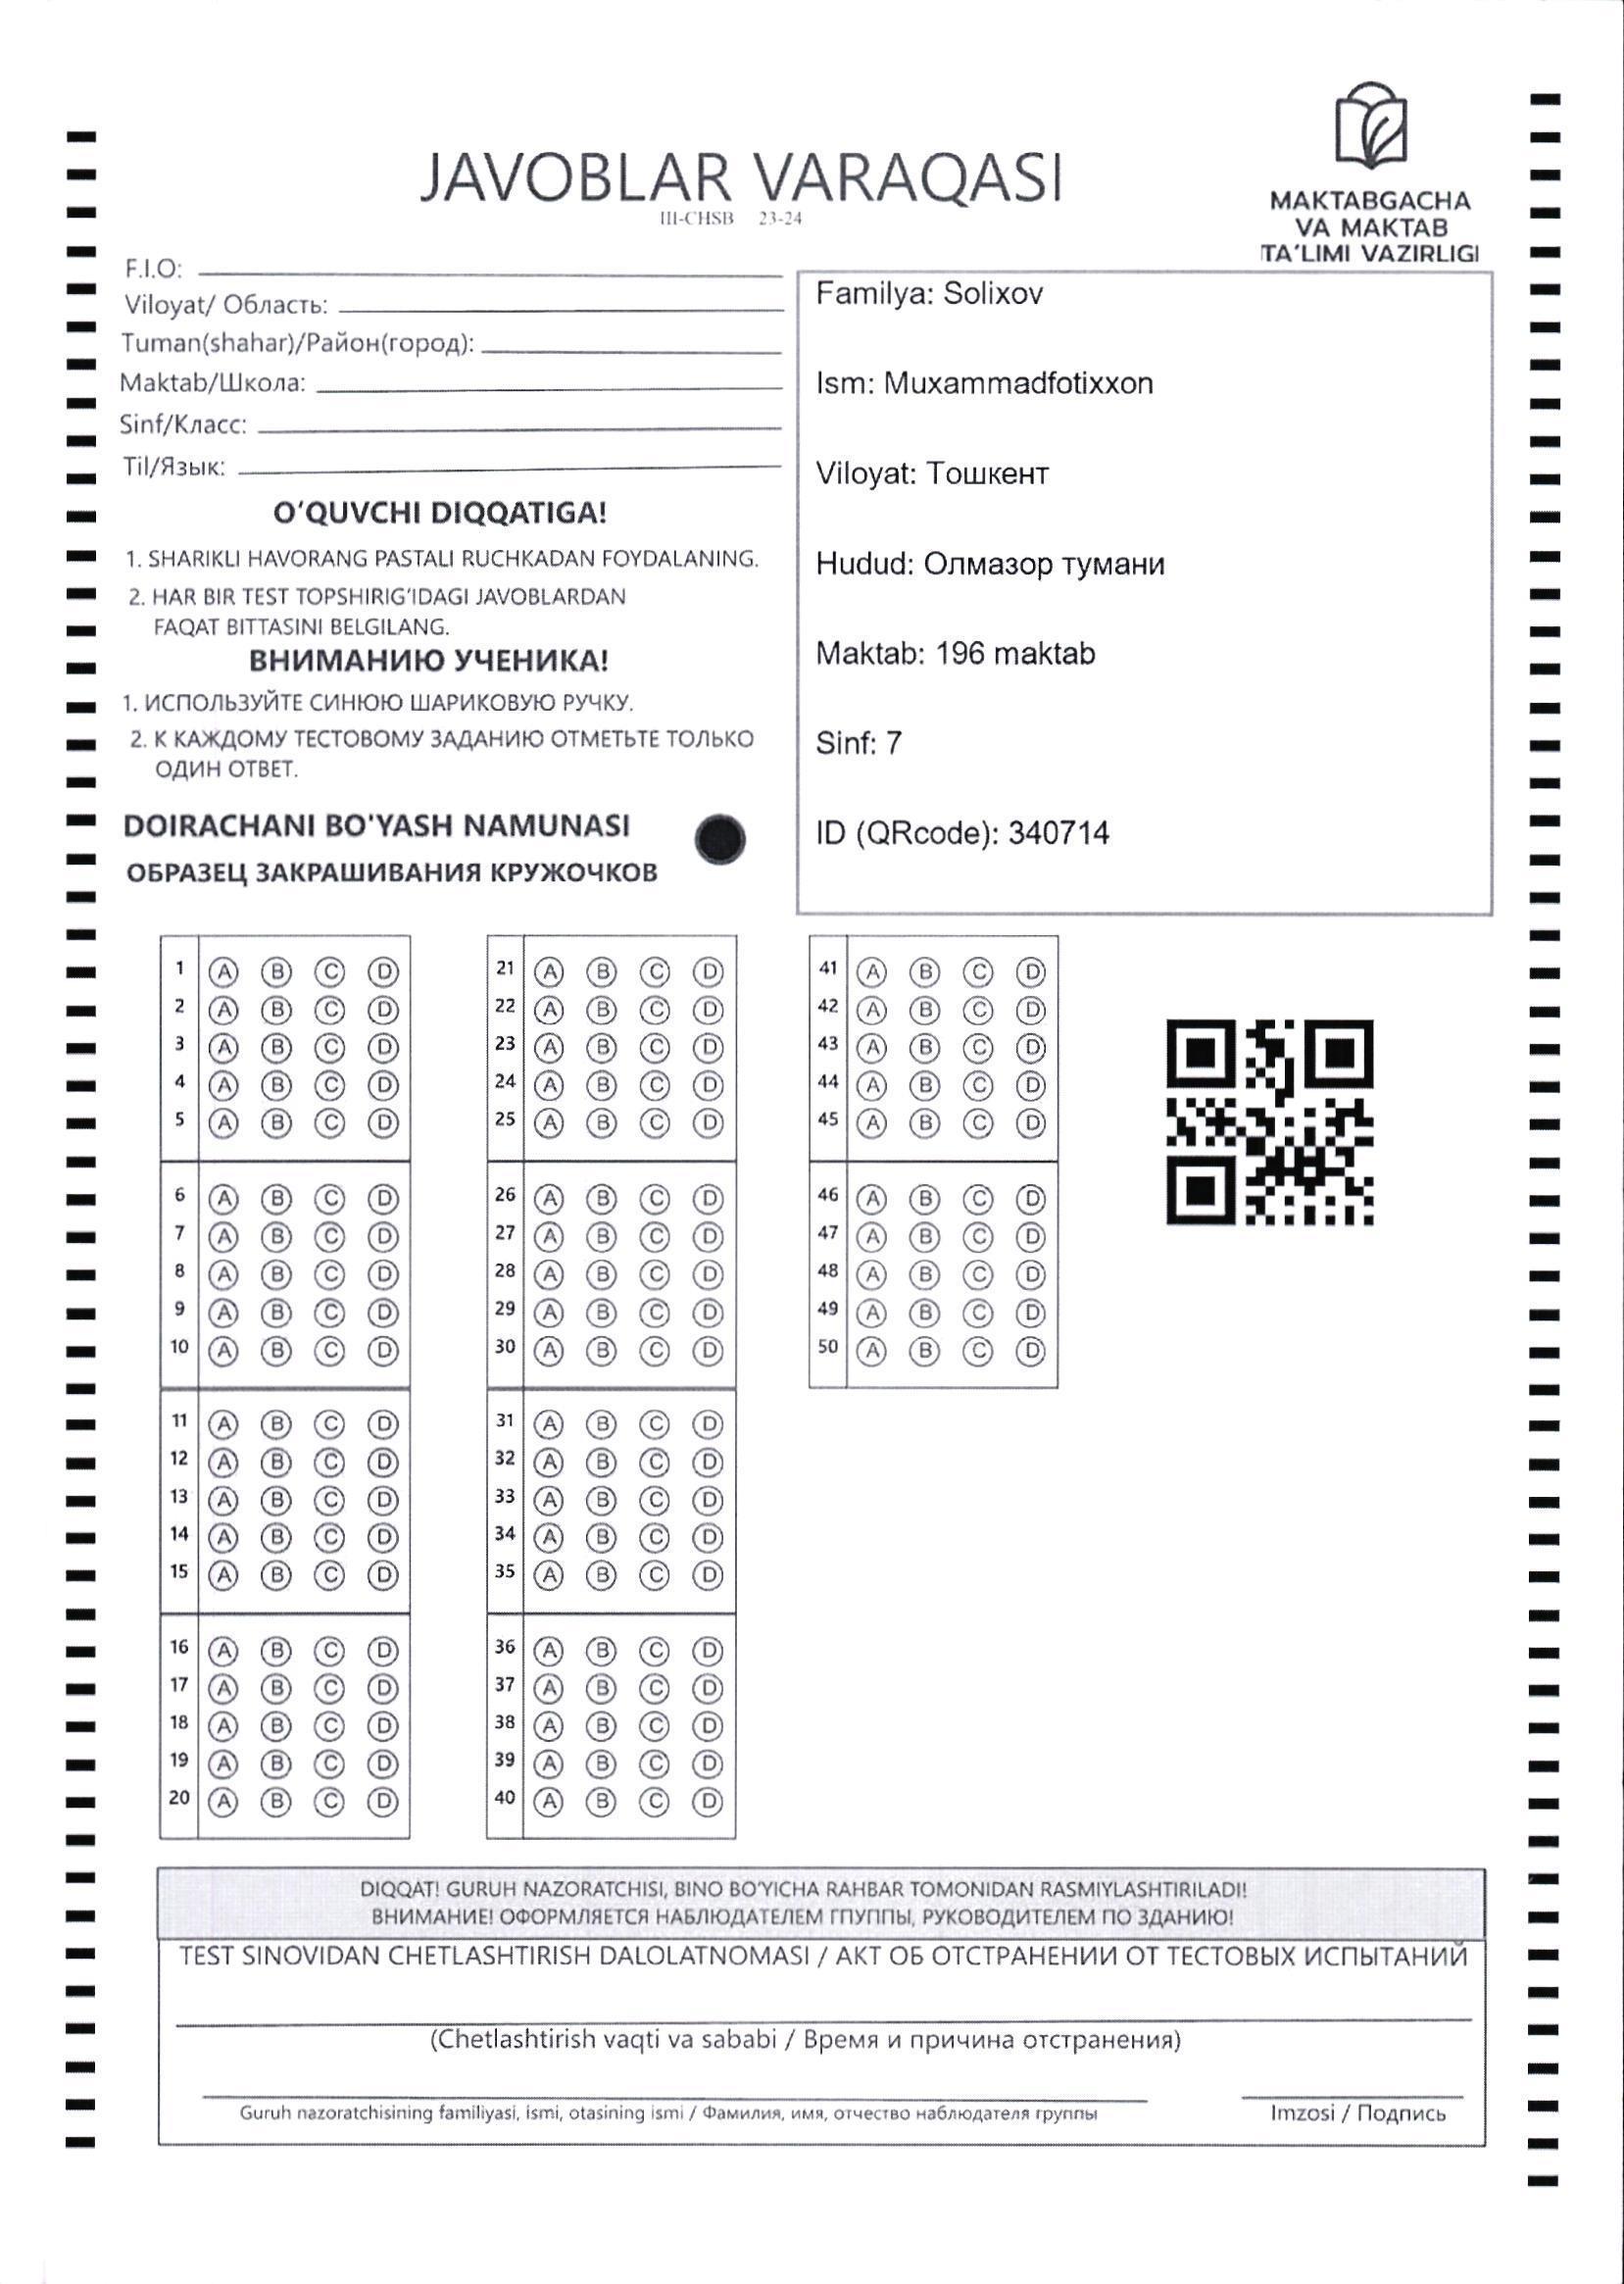 JAVOBLAR VARAQASI
III-CHSB 23-24
MAKTABGACHA
VA MAKTAB
TA'LIMI VAZIRLIGI
F.I.O:
Viloyat/ Область:
Tuman(shahar)/Район(город):
Maktab/Школа:
Sinf/Класс:
Til/Язык:
O'QUVCHI DIQQATIGA!
1. SHARIKLI HAVORANG PASTALI RUCHKADAN FOYDALANING.
2. HAR BIR TEST TOPSHIRIG'IDAGI JAVOBLARDAN
FAQAT BITTASINI BELGILANG.
ВНИМАНИЮ УЧЕНИКА!
1. ИСПОЛЬЗУЙТЕ СИНЮЮ ШАРИКОВУЮ РУЧКУ.
2. К КАЖДОМУ ТЕСТОВОМУ ЗАДАНИЮ ОТМЕТЬТЕ ТОЛЬКО
ОДИН ОТВЕТ.
DOIRACHANI BO'YASH NAMUNASI
ОБРАЗЕЦ ЗАКРАШИВАНИЯ КРУЖОЧКОВ
Familya: Solixov
Ism: Muxammadfotixxon
Viloyat: Тошкент
Hudud: Олмазор тумани
Maktab: 196 maktab
Sinf: 7
ID (QRcode): 340714
1 A B C D
2 A B C D
3 A B C D
4 A B C D
5 A B C D
6 A B C D
7 A B C D
8 A B C D
9 A B C D
10 A B C D
11 A B C D
12 A B C D
13 A B C D
14 A B C D
15 A B C D
16 A B C D
17 A B C D
18 A B C D
19 A B C D
20 A B C D
21 A B C D
22 A B C D
23 A B C D
24 A B C D
25 A B C D
26 A B C D
27 A B C D
28 A B C D
29 A B C D
30 A B C D
31 A B C D
32 A B C D
33 A B C D
34 A B C D
35 A B C D
36 A B C D
37 A B C D
38 A B C D
39 A B C D
40 A B C D
41 A B C D
42 A B C D
43 A B C D
44 A B C D
45 A B C D
46 A B C D
47 A B C D
48 A B C D
49 A B C D
50 A B C D
DIQQAT! GURUH NAZORATCHISI, BINO BO'YICHA RAHBAR TOMONIDAN RASMIYLASHTIRILADI!
ВНИМАНИЕ! ОФОРМЛЯЕТСЯ НАБЛЮДАТЕЛЕМ ГПУППЫ, РУКОВОДИТЕЛЕМ ПО ЗДАНИЮ!
TEST SINOVIDAN CHETLASHTIRISH DALOLATNOMASI / АКТ ОБ ОТСТРАНЕНИИ ОТ ТЕСТОВЫХ ИСПЫТАНИЙ
(Chetlashtirish vaqti va sababi / Время и причина отстранения)
Guruh nazoratchisining familiyasi, ismi, otasining ismi / Фамилия, имя, отчество наблюдателя группы
Imzosi / Подпись